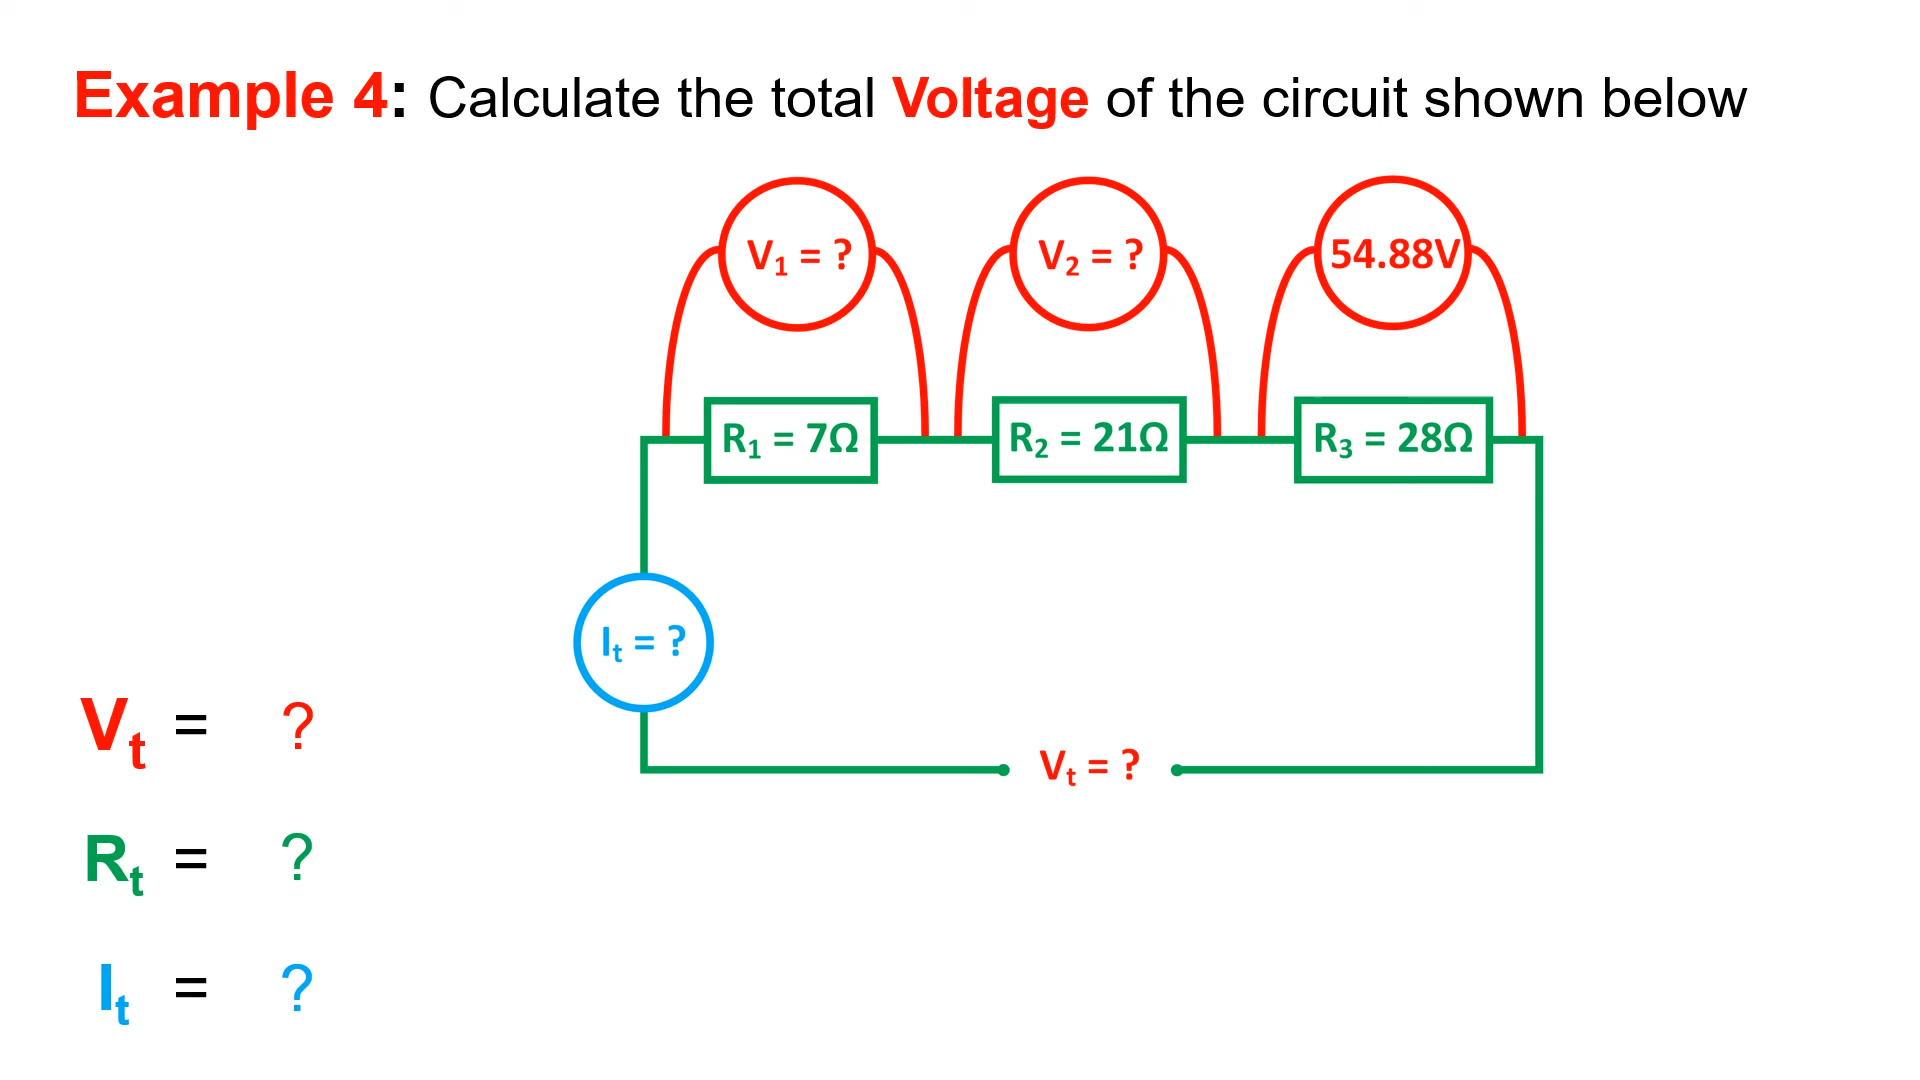 Example 4: Calculate the total Voltage of the circuit shown below
V₁ = ?
V₂ = ?
54.88V
R₁ = 7Ω
R₂ = 21Ω
R₃ = 28Ω
Iₜ = ?
Vₜ = ?
Vₜ = ?
Rₜ = ?
Iₜ = ?